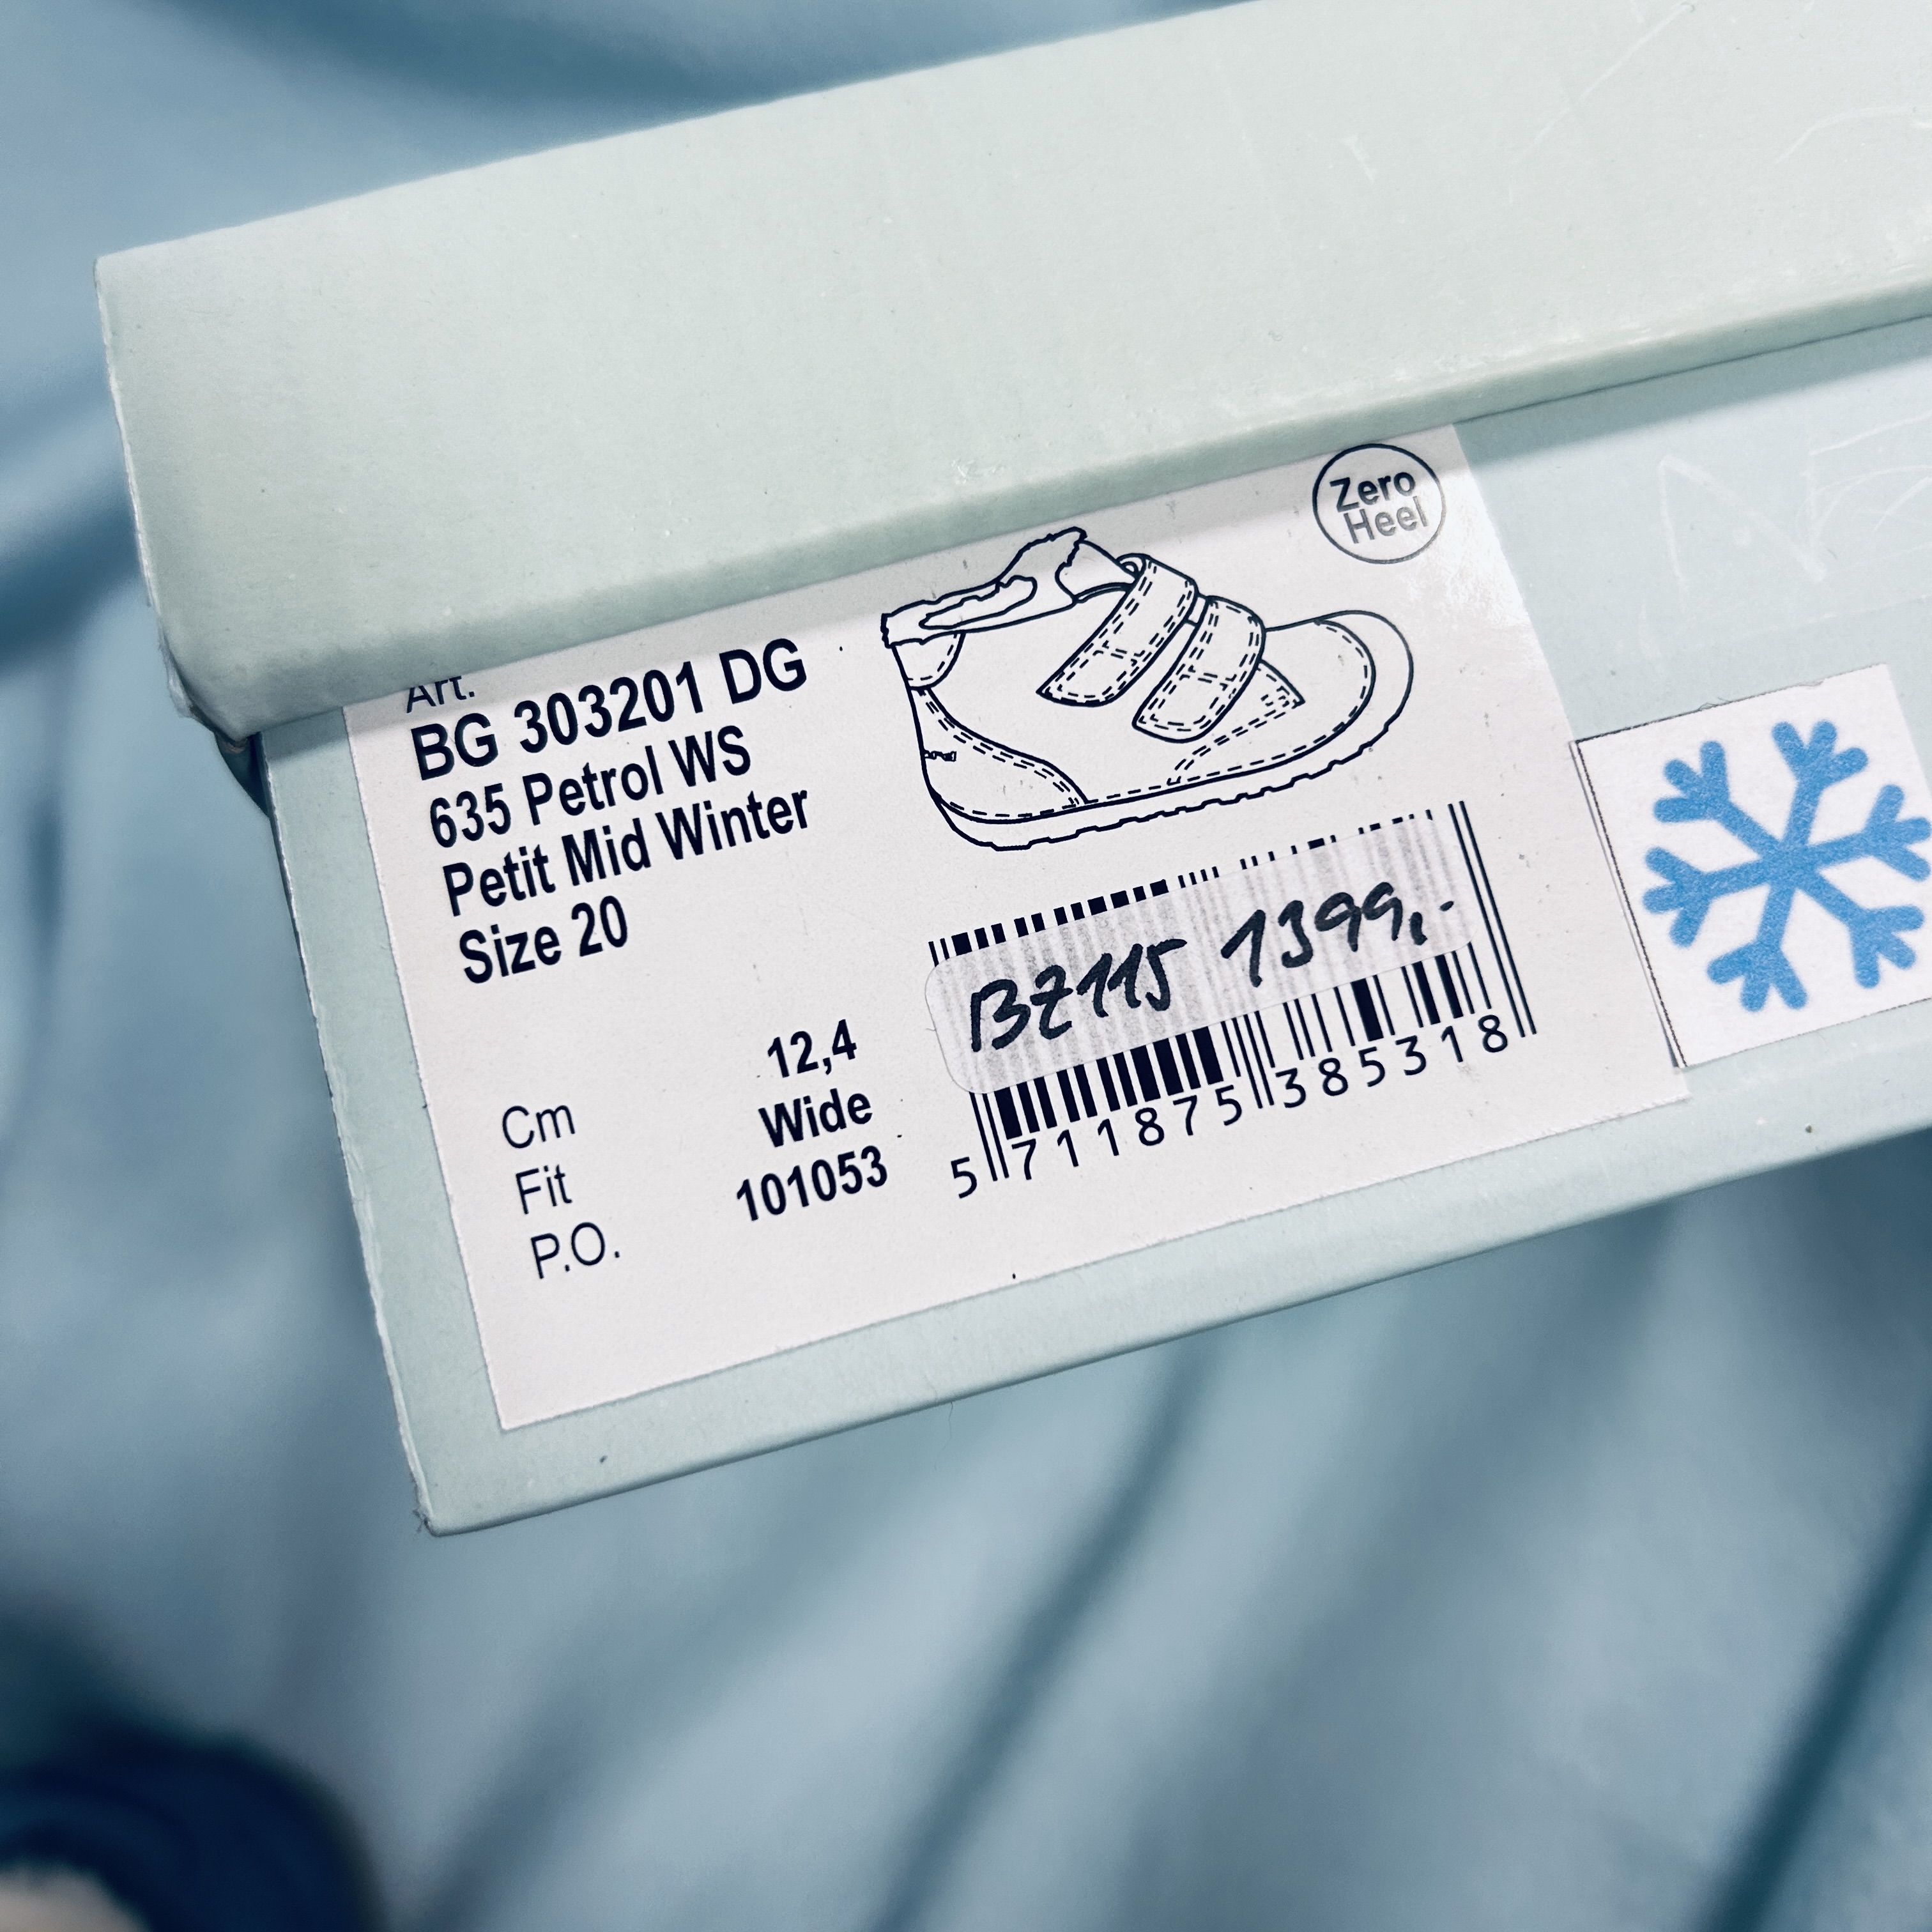 Zero
Heel
Art.
BG 303201 DG
635 Petrol WS
Petit Mid Winter
Size 20
BZ115 1399,-
5 711875 385318
Cm 12,4
Fit Wide
P.O. 101053